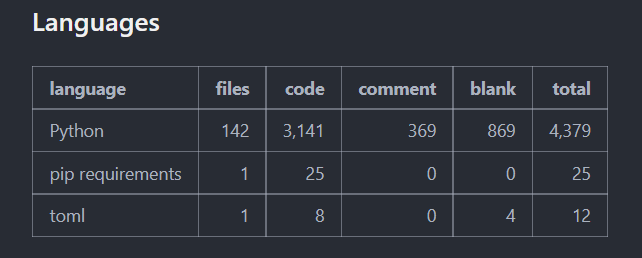 Languages
language files code comment blank total
Python 142 3,141 369 869 4,379
pip requirements 1 25 0 0 25
toml 1 8 0 4 12